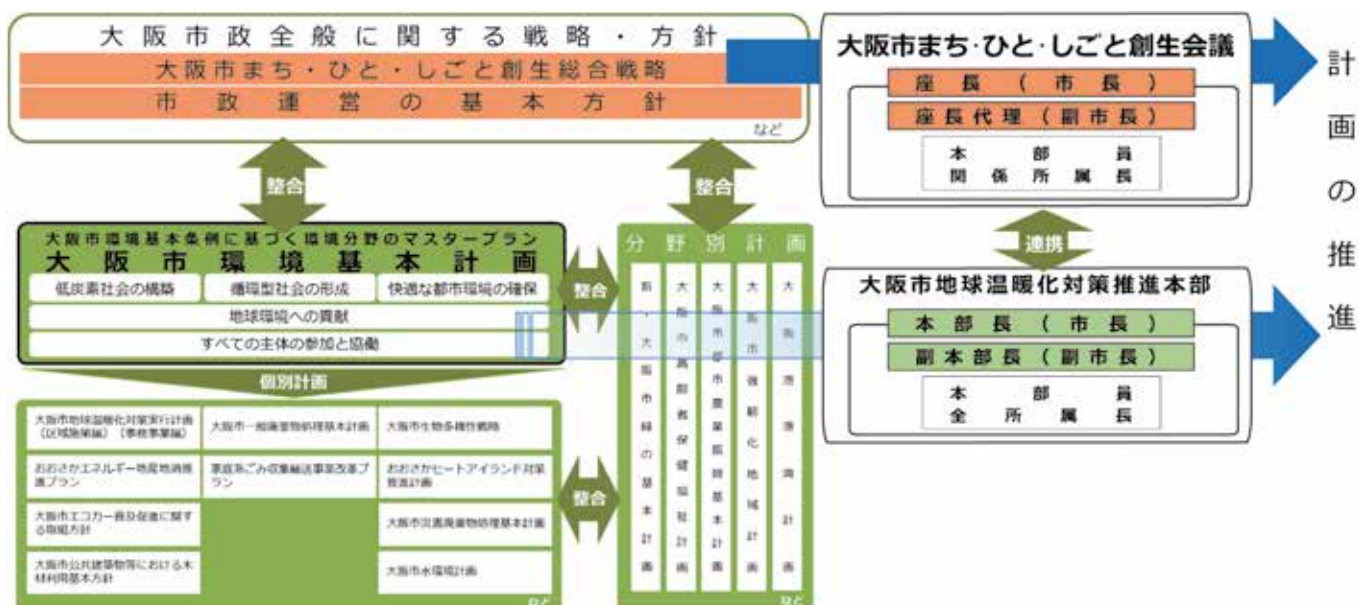 大阪市政全般に関する戦略・方針
大阪市まち・ひと・しごと創生総合戦略
市政運営の基本方針
など
整合
整合
大阪市環境基本条例に基づく環境分野のマスタープラン
大阪市環境基本計画
低炭素社会の構築
循環型社会の形成
快適な都市環境の確保
地球環境への貢献
すべての主体の参加と協働
整合
個別計画
大阪市地球温暖化対策実行計画
（区域施策編）（事務事業編）
大阪市一般廃棄物処理基本計画
大阪市生物多様性戦略
おおさかエネルギー地産地消推
進プラン
家庭系ごみ収集輸送事業改革プ
ラン
おおさかヒートアイランド対策
推進計画
大阪市エコカー普及促進に関す
る取組方針
大阪市災害廃棄物処理基本計画
大阪市公共建築物等における木
材利用基本方針
大阪市水環境計画
など
整合
分野別計画
新・大阪市緑の基本計画
大阪市高齢者保健福祉計画
大阪市都市農業振興基本計画
大阪市強靭化地域計画
大阪港港湾計画
など
大阪市まち・ひと・しごと創生会議
座長（市長）
座長代理（副市長）
本部員
関係所属長
連携
大阪市地球温暖化対策推進本部
本部長（市長）
副本部長（副市長）
本部員
全所属長
計画の推進